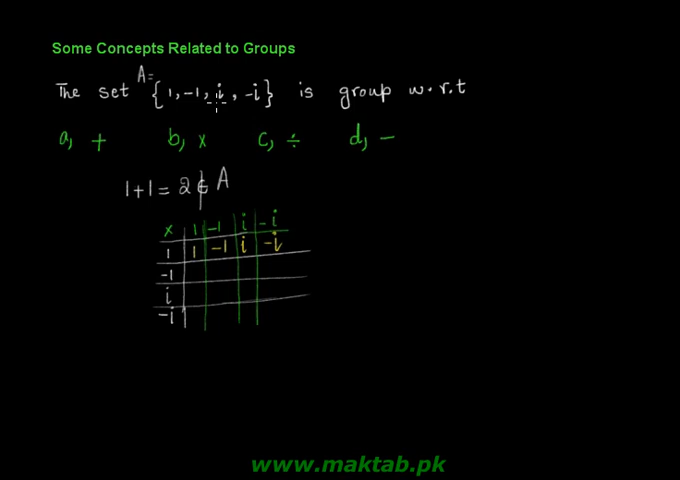 Some Concepts Related to Groups
The set A= {1, -1, i, -i} is group w.r.t
a, + b, x c, ÷ d, −
1+1 = 2 ∉ A
x 1 -1 i -i
1 1 -1 i -i
-1
i
-i
www.maktab.pk